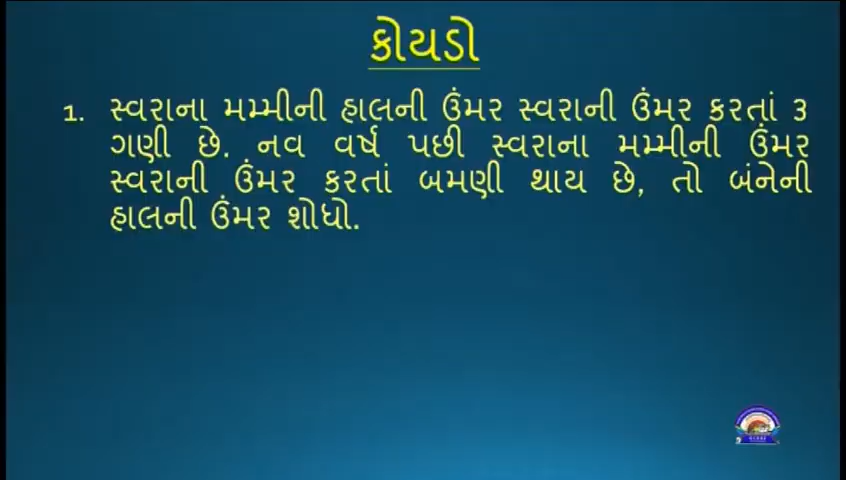 કોયડો
1. સ્વરાના મમ્મીની હાલની ઉંમર સ્વરાની ઉંમર કરતાં 3
ગણી છે. નવ વર્ષ પછી સ્વરાના મમ્મીની ઉંમર
સ્વરાની ઉંમર કરતાં બમણી થાય છે, તો બંનેની
હાલની ઉંમર શોધો.